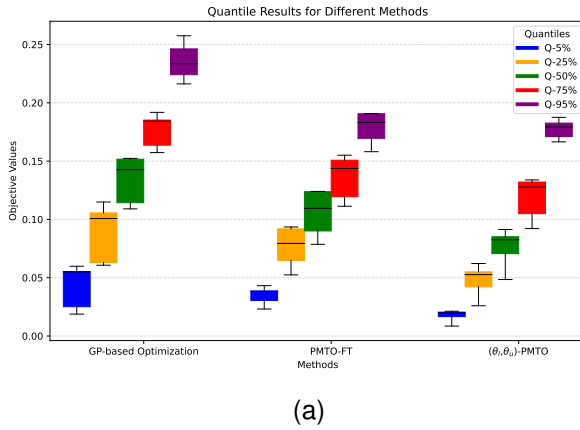 Quantile Results for Different Methods
Quantiles
Q-5%
Q-25%
Q-50%
Q-75%
Q-95%
Objective Values
0.25
0.20
0.15
0.10
0.05
0.00
GP-based Optimization
PMTO-FT
(θₗ,θᵤ)-PMTO
Methods
(a)